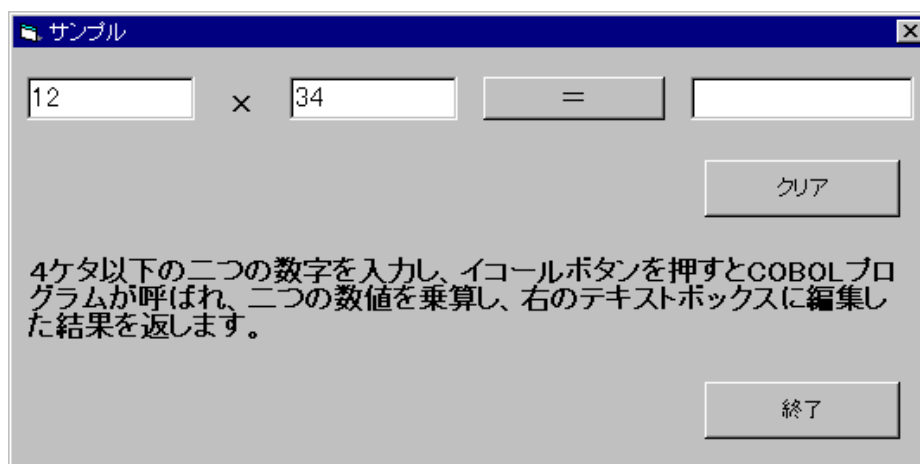 サンプル
12 × 34 ＝
クリア
4ケタ以下の二つの数字を入力し、イコールボタンを押すとCOBOLプロ
グラムが呼ばれ、二つの数値を乗算し、右のテキストボックスに編集し
た結果を返します。
終了